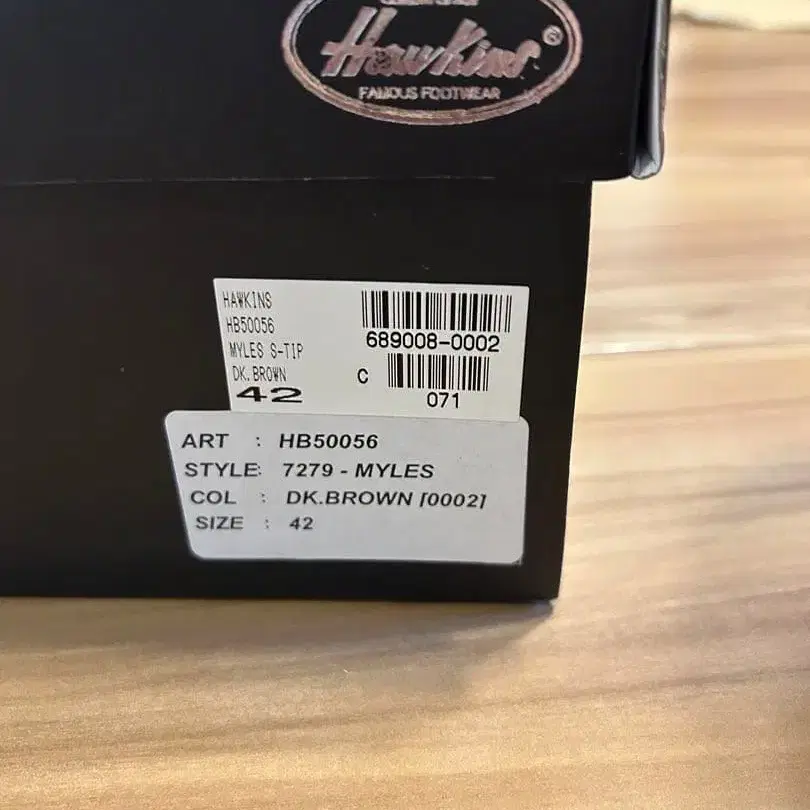 Hawkins®
FAMOUS FOOTWEAR
HAWKINS
HB50056
MYLES S-TIP
DK.BROWN
42
689008-0002
C
071
ART : HB50056
STYLE: 7279 - MYLES
COL : DK.BROWN [0002]
SIZE : 42